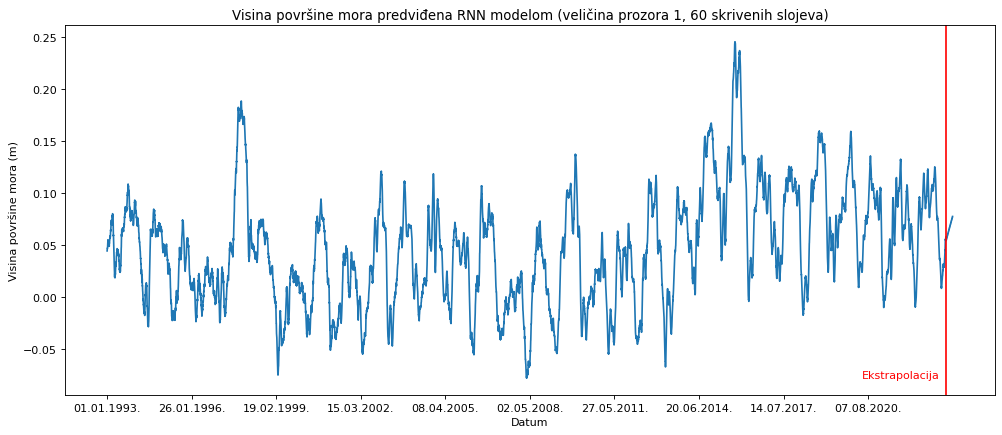 Visina površine mora predviđena RNN modelom (veličina prozora 1, 60 skrivenih slojeva)
Visina površine mora (m)
0.25
0.20
0.15
0.10
0.05
0.00
−0.05
Ekstrapolacija
01.01.1993. 26.01.1996. 19.02.1999. 15.03.2002. 08.04.2005. 02.05.2008. 27.05.2011. 20.06.2014. 14.07.2017. 07.08.2020.
Datum